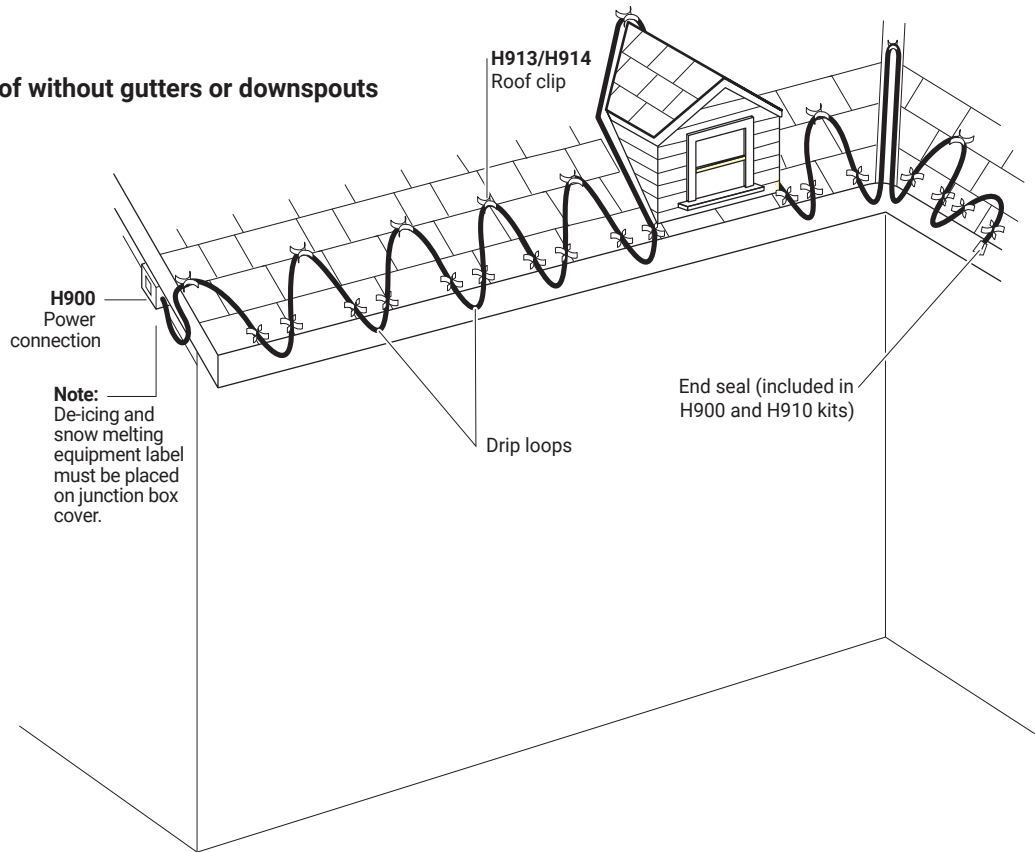 of without gutters or downspouts
H913/H914
Roof clip
H900
Power
connection
Note:
De-icing and
snow melting
equipment label
must be placed
on junction box
cover.
End seal (included in
H900 and H910 kits)
Drip loops